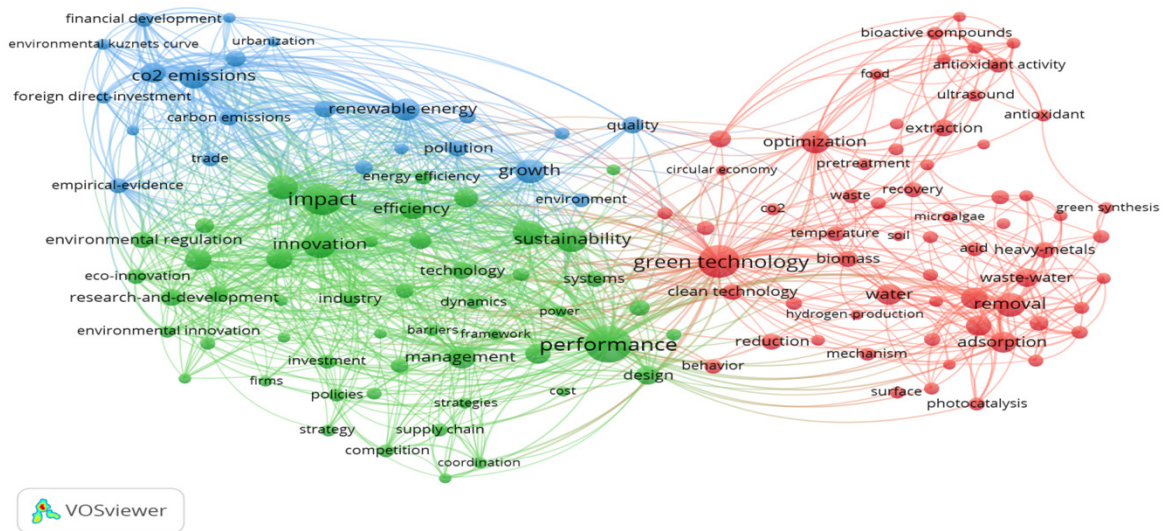 financial development
bioactive compounds
environmental kuznets curve
urbanization
co2 emissions
food
antioxidant activity
foreign direct-investment
ultrasound
renewable energy
carbon emissions
quality
extraction
antioxidant
optimization
trade
pollution
pretreatment
energy efficiency
growth
circular economy
empirical-evidence
waste
recovery
impact
efficiency
environment
co2
microalgae
green synthesis
environmental regulation
innovation
sustainability
temperature
soil
acid
heavy-metals
green technology
biomass
eco-innovation
technology
systems
waste-water
research-and-development
industry
dynamics
clean technology
water
removal
power
hydrogen production
environmental innovation
barriers
framework
performance
reduction
adsorption
investment
management
behavior
mechanism
firms
design
policies
cost
surface
strategies
photocatalysis
strategy
supply chain
competition
coordination
VOSviewer